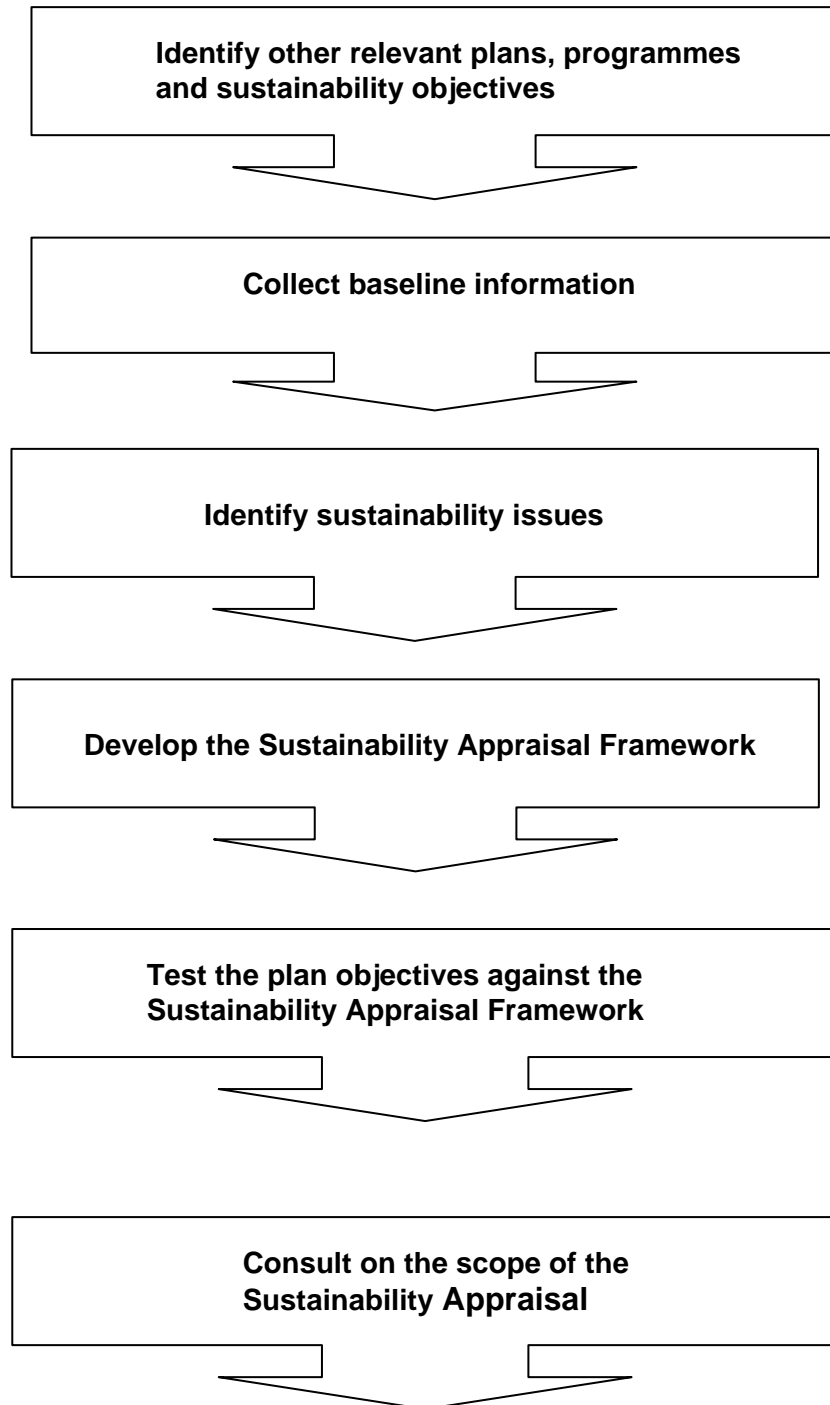 Identify other relevant plans, programmes
and sustainability objectives
Collect baseline information
Identify sustainability issues
Develop the Sustainability Appraisal Framework
Test the plan objectives against the
Sustainability Appraisal Framework
Consult on the scope of the
Sustainability Appraisal